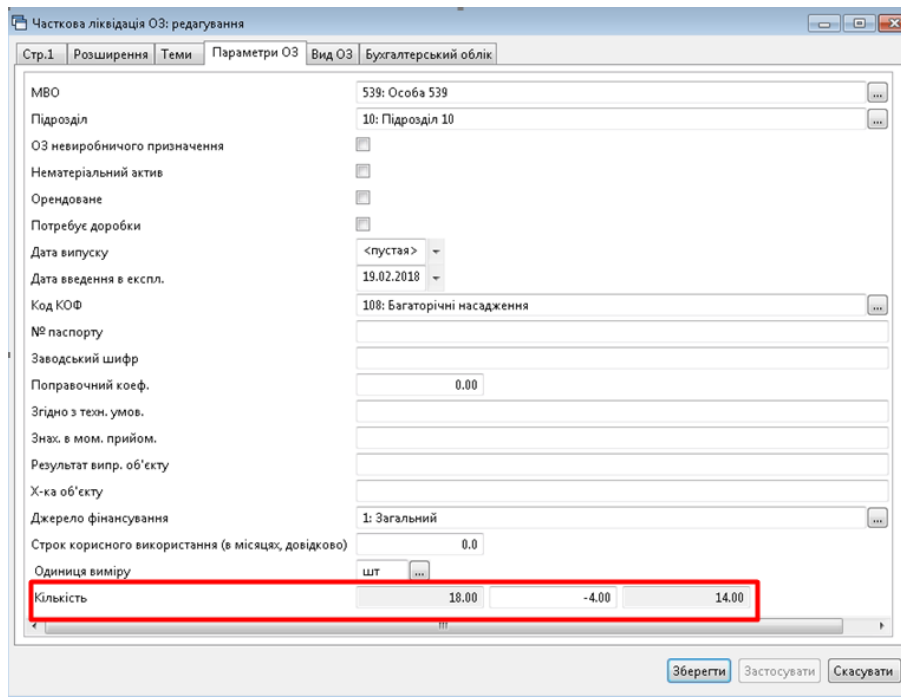 Часткова ліквідація ОЗ: редагування
Стр.1 Розширення Теми Параметри ОЗ Вид ОЗ Бухгалтерський облік
МВО 539: Особа 539 ...
Підрозділ 10: Підрозділ 10 ...
ОЗ невиробничого призначення
Нематеріальний актив
Орендоване
Потребує доробки
Дата випуску <пустая>
Дата введення в експл. 19.02.2018
Код КОФ 108: Багаторічні насадження ...
№ паспорту
Заводський шифр
Поправочний коеф. 0.00
Згідно з техн. умов.
Знах. в мом. прийом.
Результат випр. об'єкту
Х-ка об'єкту
Джерело фінансування 1: Загальний ...
Строк корисного використання (в місяцях, довідково) 0.0
Одиниця виміру шт ...
Кількість 18.00 -4.00 14.00
Зберегти Застосувати Скасувати